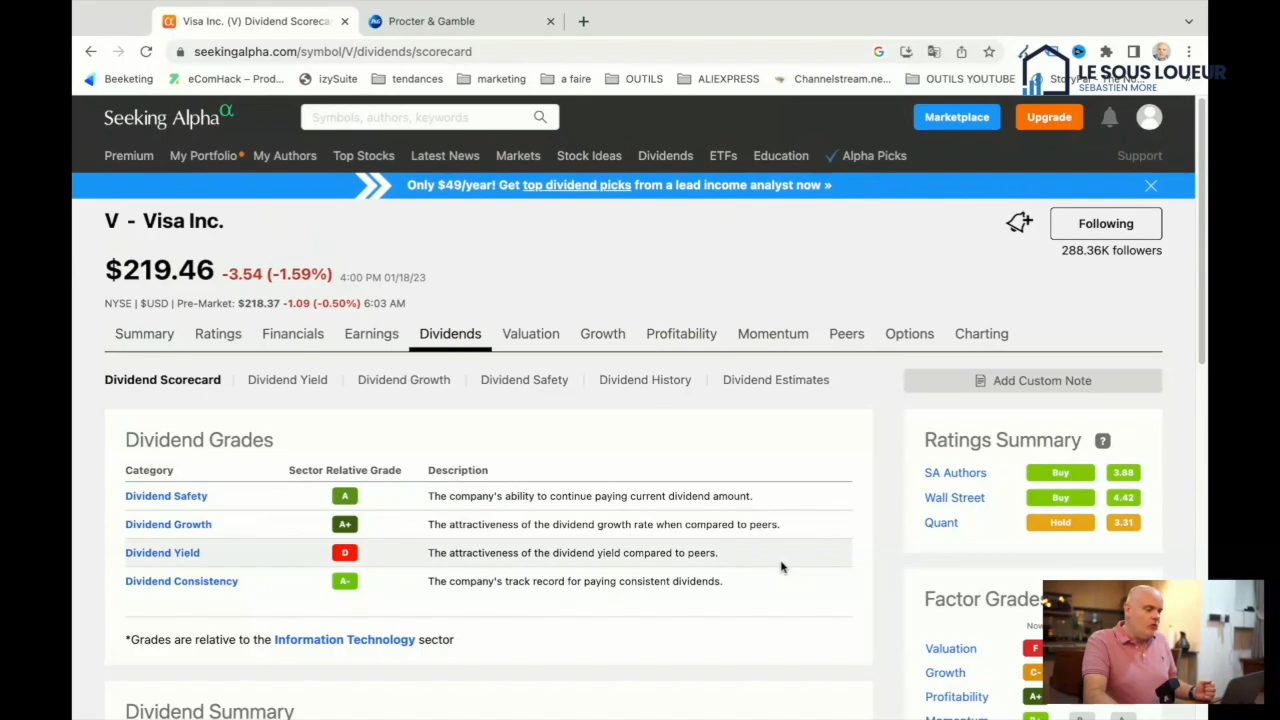 Visa Inc. (V) Dividend Scoreca
Procter & Gamble
seekingalpha.com/symbol/V/dividends/scorecard
Beeketing
eComHack – Prod...
izySuite
tendances
marketing
a faire
OUTILS
ALIEXPRESS
Channelstream.ne...
OUTILS YOUTUBE
LE SOUS LOUEUR
SEBASTIEN MORE
Seeking Alpha α
Symbols, authors, keywords
Marketplace
Upgrade
Premium My Portfolio My Authors Top Stocks Latest News Markets Stock Ideas Dividends ETFs Education Alpha Picks Support
Only $49/year! Get top dividend picks from a lead income analyst now »
V - Visa Inc.
Following
288.36K followers
$219.46 -3.54 (-1.59%) 4:00 PM 01/18/23
NYSE | $USD | Pre-Market: $218.37 -1.09 (-0.50%) 6:03 AM
Summary Ratings Financials Earnings Dividends Valuation Growth Profitability Momentum Peers Options Charting
Dividend Scorecard Dividend Yield Dividend Growth Dividend Safety Dividend History Dividend Estimates
Add Custom Note
Dividend Grades
Category Sector Relative Grade Description
Dividend Safety A The company's ability to continue paying current dividend amount.
Dividend Growth A+ The attractiveness of the dividend growth rate when compared to peers.
Dividend Yield D The attractiveness of the dividend yield compared to peers.
Dividend Consistency A- The company's track record for paying consistent dividends.
*Grades are relative to the Information Technology sector
Dividend Summary
Ratings Summary ?
SA Authors Buy 3.88
Wall Street Buy 4.42
Quant Hold 3.31
Factor Grades
Now
Valuation F
Growth C-
Profitability A+
Momentum